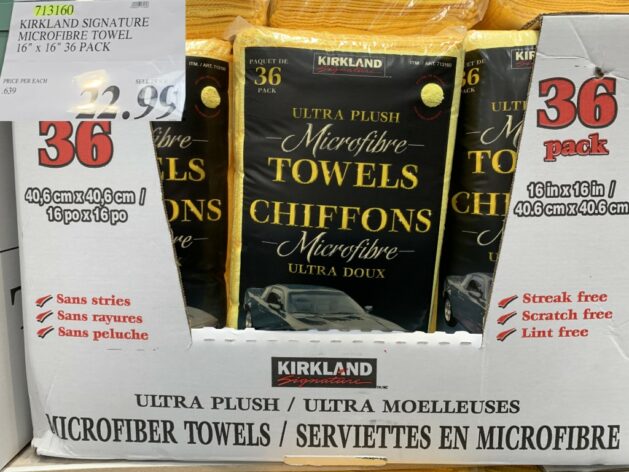 713160
KIRKLAND SIGNATURE
MICROFIBRE TOWEL
16" x 16" 36 PACK
PRICE PER EACH
.639
22.99
36
40,6 cm x 40,6 cm /
16 po x 16 po
Sans stries
Sans rayures
Sans peluche
PAQUET DE
36
PACK
KIRKLAND
Signature
ITM. / ART. 713160
ULTRA PLUSH
Microfibre
TOWELS
CHIFFONS
Microfibre
ULTRA DOUX
36
pack
16 in x 16 in /
40.6 cm x 40.6 cm
Streak free
Scratch free
Lint free
KIRKLAND
Signature
ULTRA PLUSH / ULTRA MOELLEUSES
MICROFIBER TOWELS / SERVIETTES EN MICROFIBRE